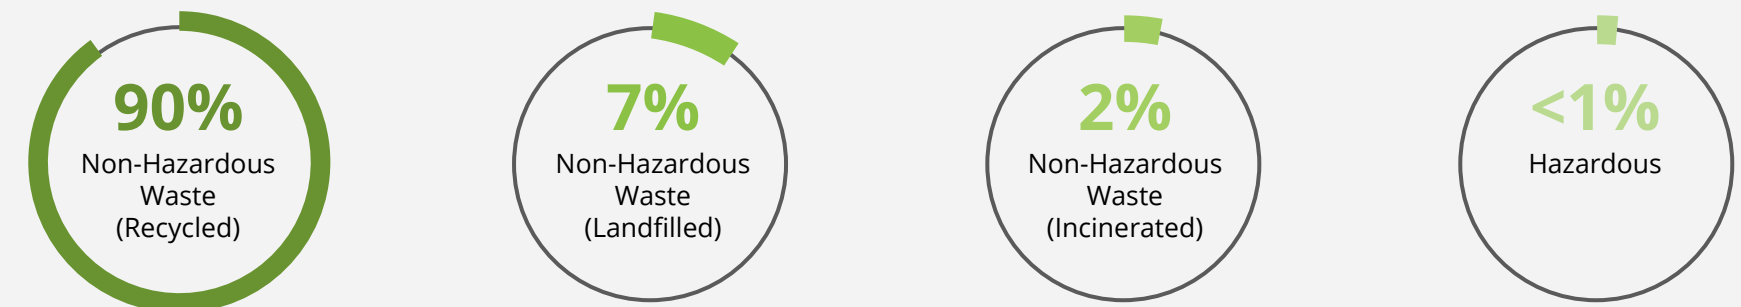 90%
Non-Hazardous
Waste
(Recycled)
7%
Non-Hazardous
Waste
(Landfilled)
2%
Non-Hazardous
Waste
(Incinerated)
<1%
Hazardous